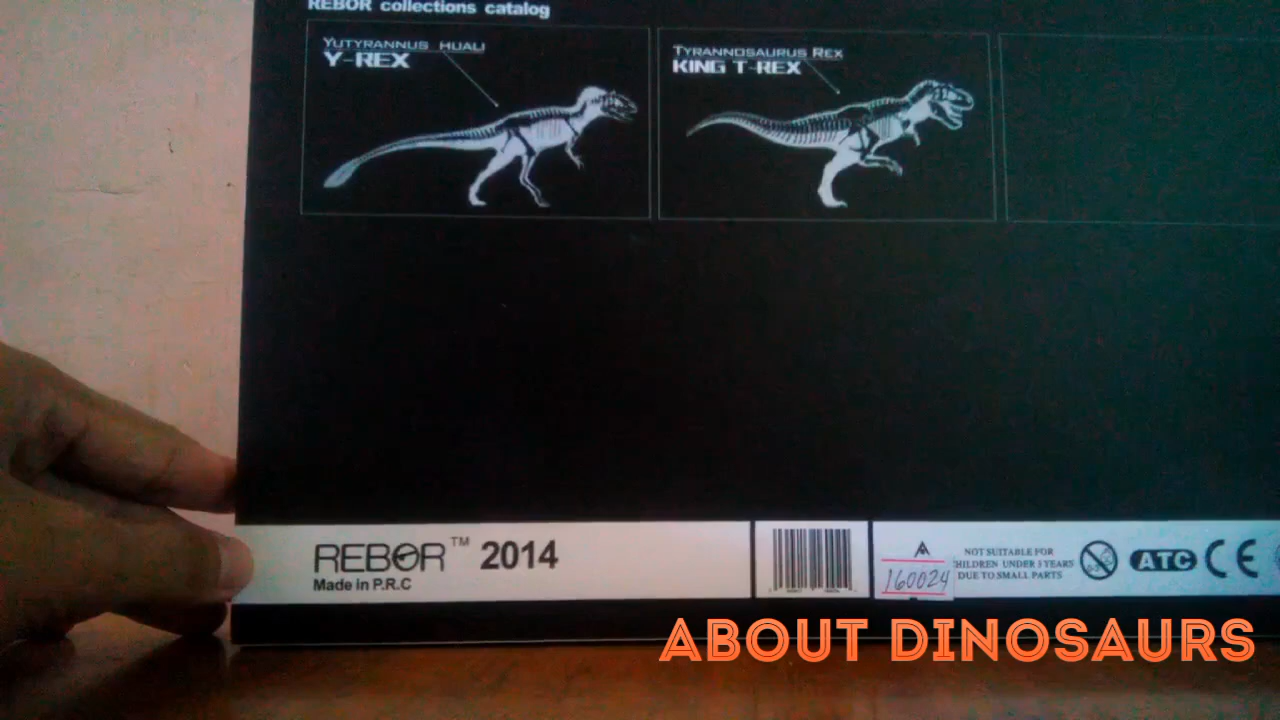 REBOR collections catalog
YUTYRANNUS HUALI
Y-REX
TYRANNOSAURUS REX
KING T-REX
REBOR™ 2014
Made in P.R.C
160024
NOT SUITABLE FOR
CHILDREN UNDER 3 YEARS
DUE TO SMALL PARTS
ATC
CE
ABOUT DINOSAURS